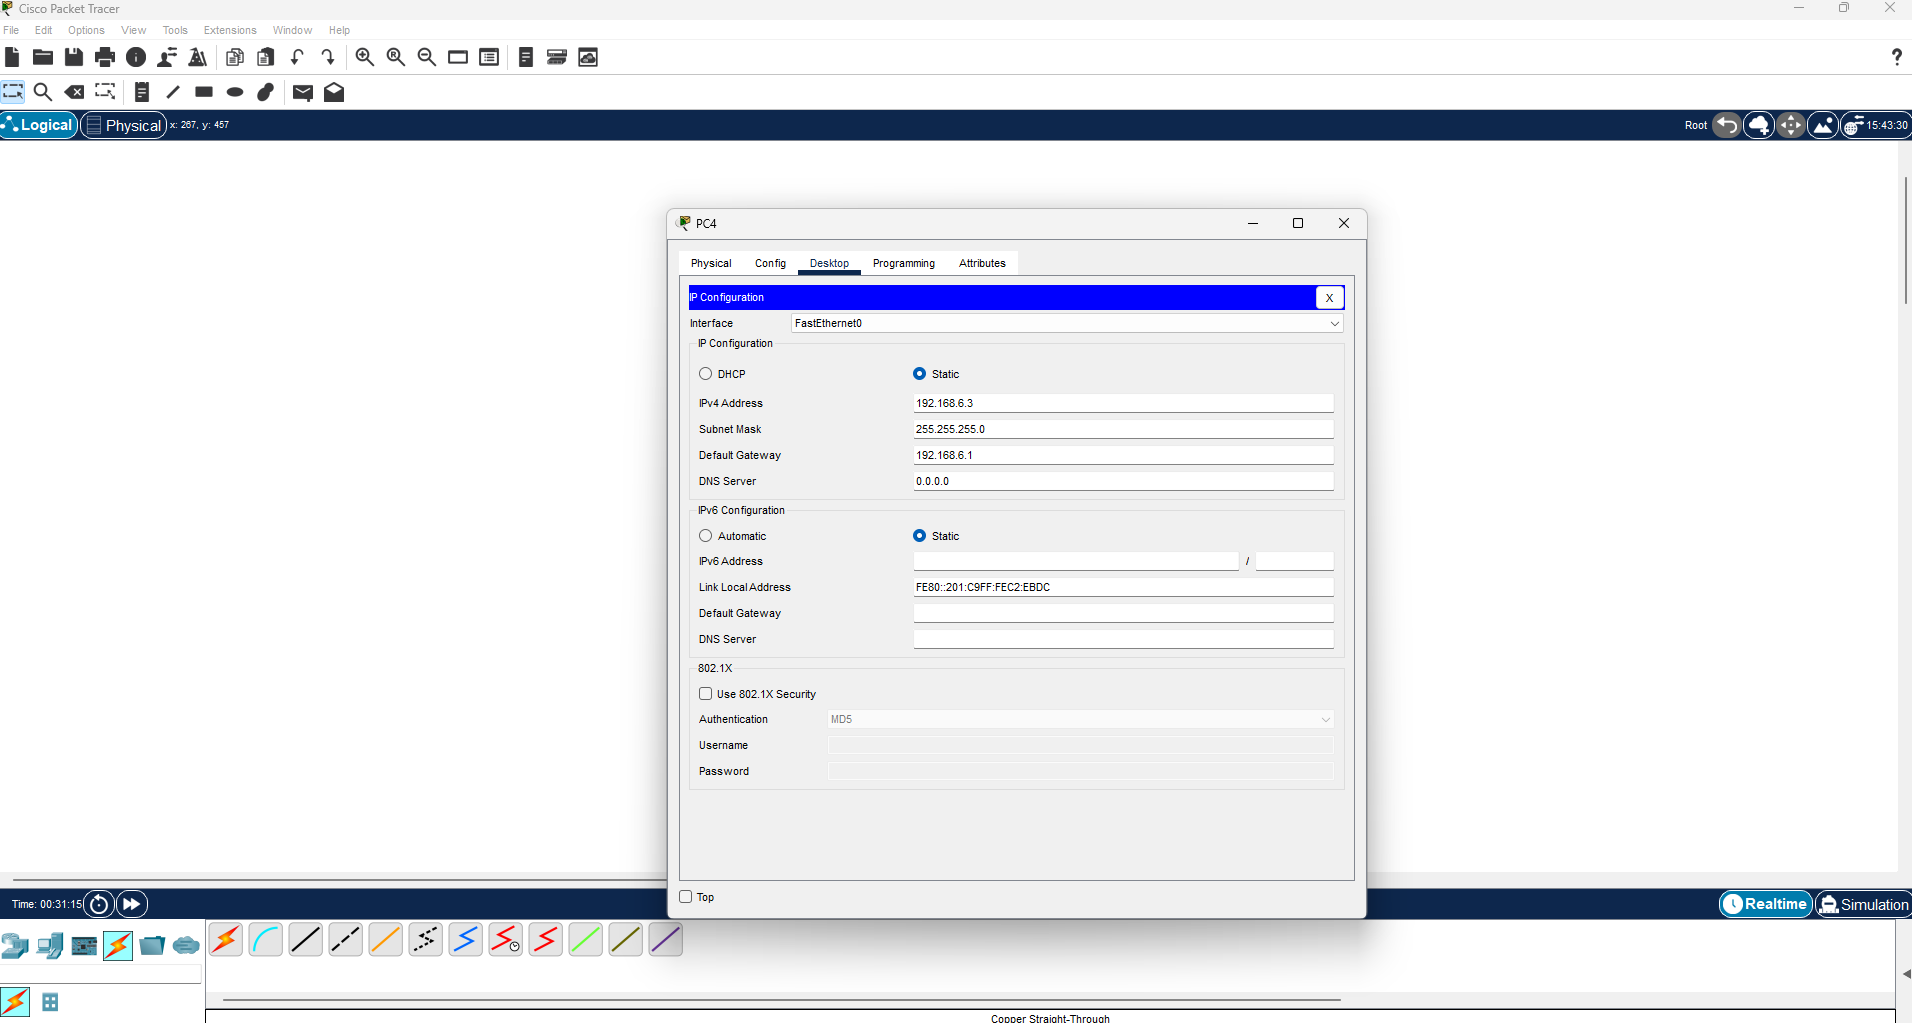 Cisco Packet Tracer
File Edit Options View Tools Extensions Window Help
?
Logical Physical x: 267, y: 457 Root 15:43:30
PC4
Physical Config Desktop Programming Attributes
IP Configuration X
Interface FastEthernet0
IP Configuration
DHCP Static
IPv4 Address 192.168.6.3
Subnet Mask 255.255.255.0
Default Gateway 192.168.6.1
DNS Server 0.0.0.0
IPv6 Configuration
Automatic Static
IPv6 Address /
Link Local Address FE80::201:C9FF:FEC2:EBDC
Default Gateway
DNS Server
802.1X
Use 802.1X Security
Authentication MD5
Username
Password
Top
Time: 00:31:15 Realtime Simulation
Copper Straight-Through